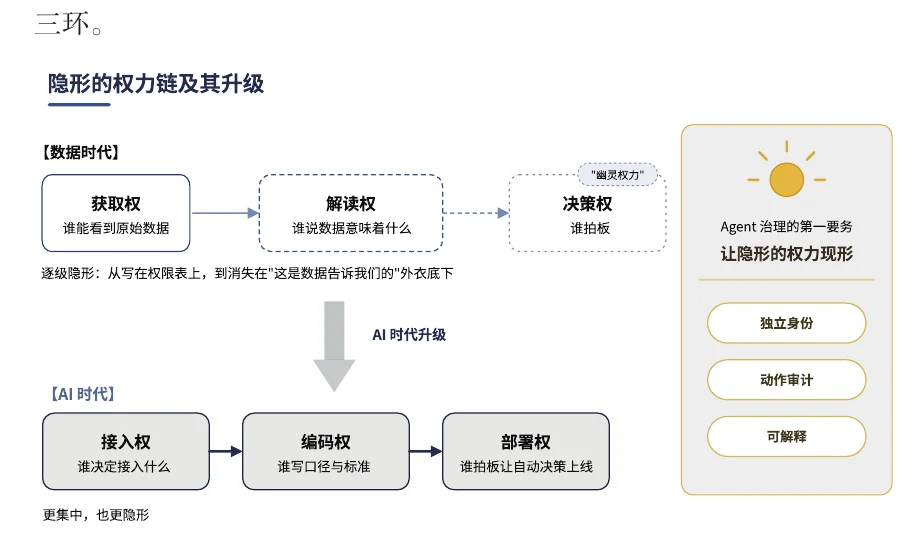 三环。
隐形的权力链及其升级
【数据时代】
获取权
谁能看到原始数据
解读权
谁说数据意味着什么
"幽灵权力"
决策权
谁拍板
逐级隐形：从写在权限表上，到消失在"这是数据告诉我们的"外衣底下
AI 时代升级
【AI 时代】
接入权
谁决定接入什么
编码权
谁写口径与标准
部署权
谁拍板让自动决策上线
更集中，也更隐形
Agent 治理的第一要务
让隐形的权力现形
独立身份
动作审计
可解释